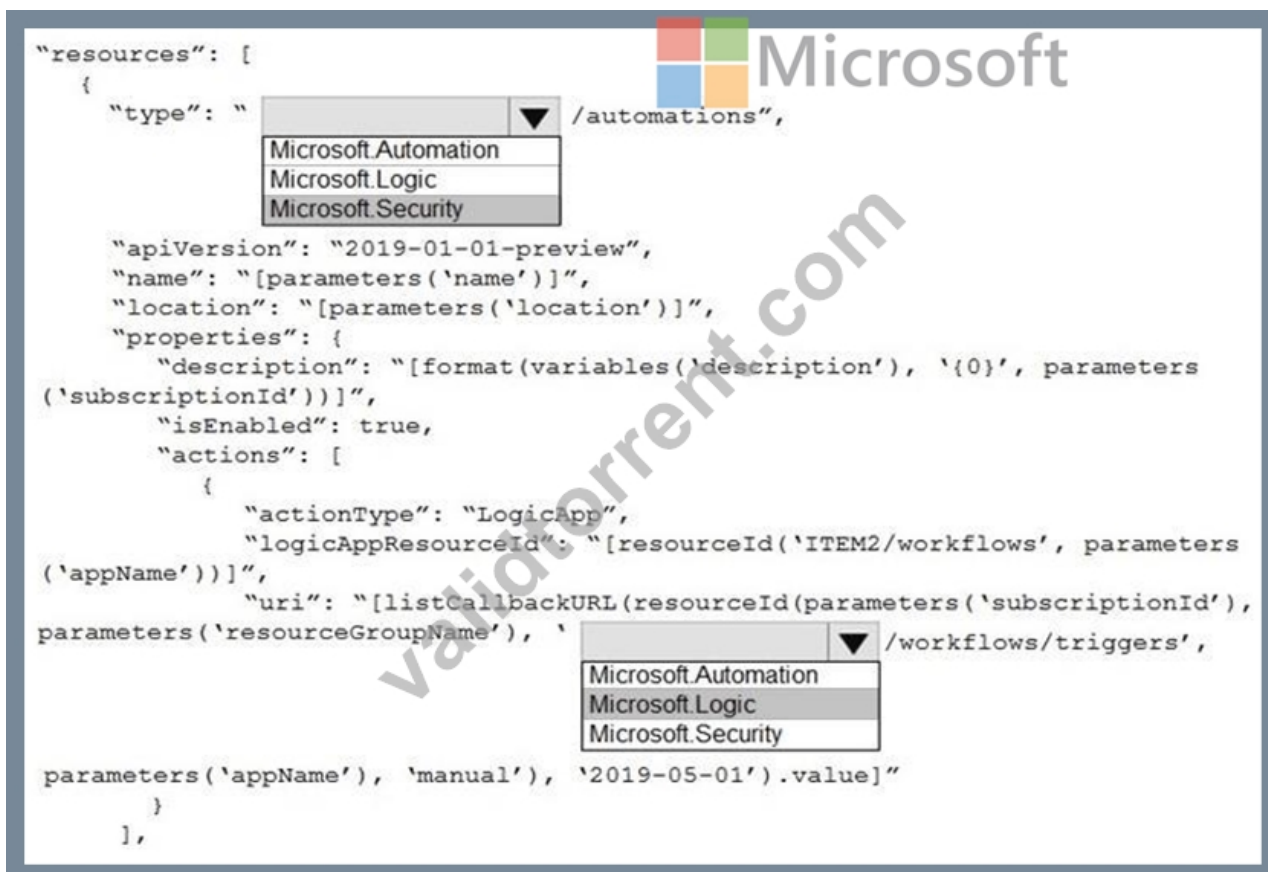 Microsoft
"resources": [
{
"type": " /automations",
Microsoft.Automation
Microsoft.Logic
Microsoft.Security
"apiVersion": "2019-01-01-preview",
"name": "[parameters('name')]",
"location": "[parameters('location')]",
"properties": {
"description": "[format(variables('description'), '{0}', parameters
('subscriptionId'))]",
"isEnabled": true,
"actions": [
{
"actionType": "LogicApp",
"logicAppResourceId": "[resourceId('ITEM2/workflows', parameters
('appName'))]",
"uri": "[listCallbackURL(resourceId(parameters('subscriptionId'),
parameters('resourceGroupName'), ' /workflows/triggers',
Microsoft.Automation
Microsoft.Logic
Microsoft.Security
parameters('appName'), 'manual'), '2019-05-01').value]"
}
],
validtorrent.com